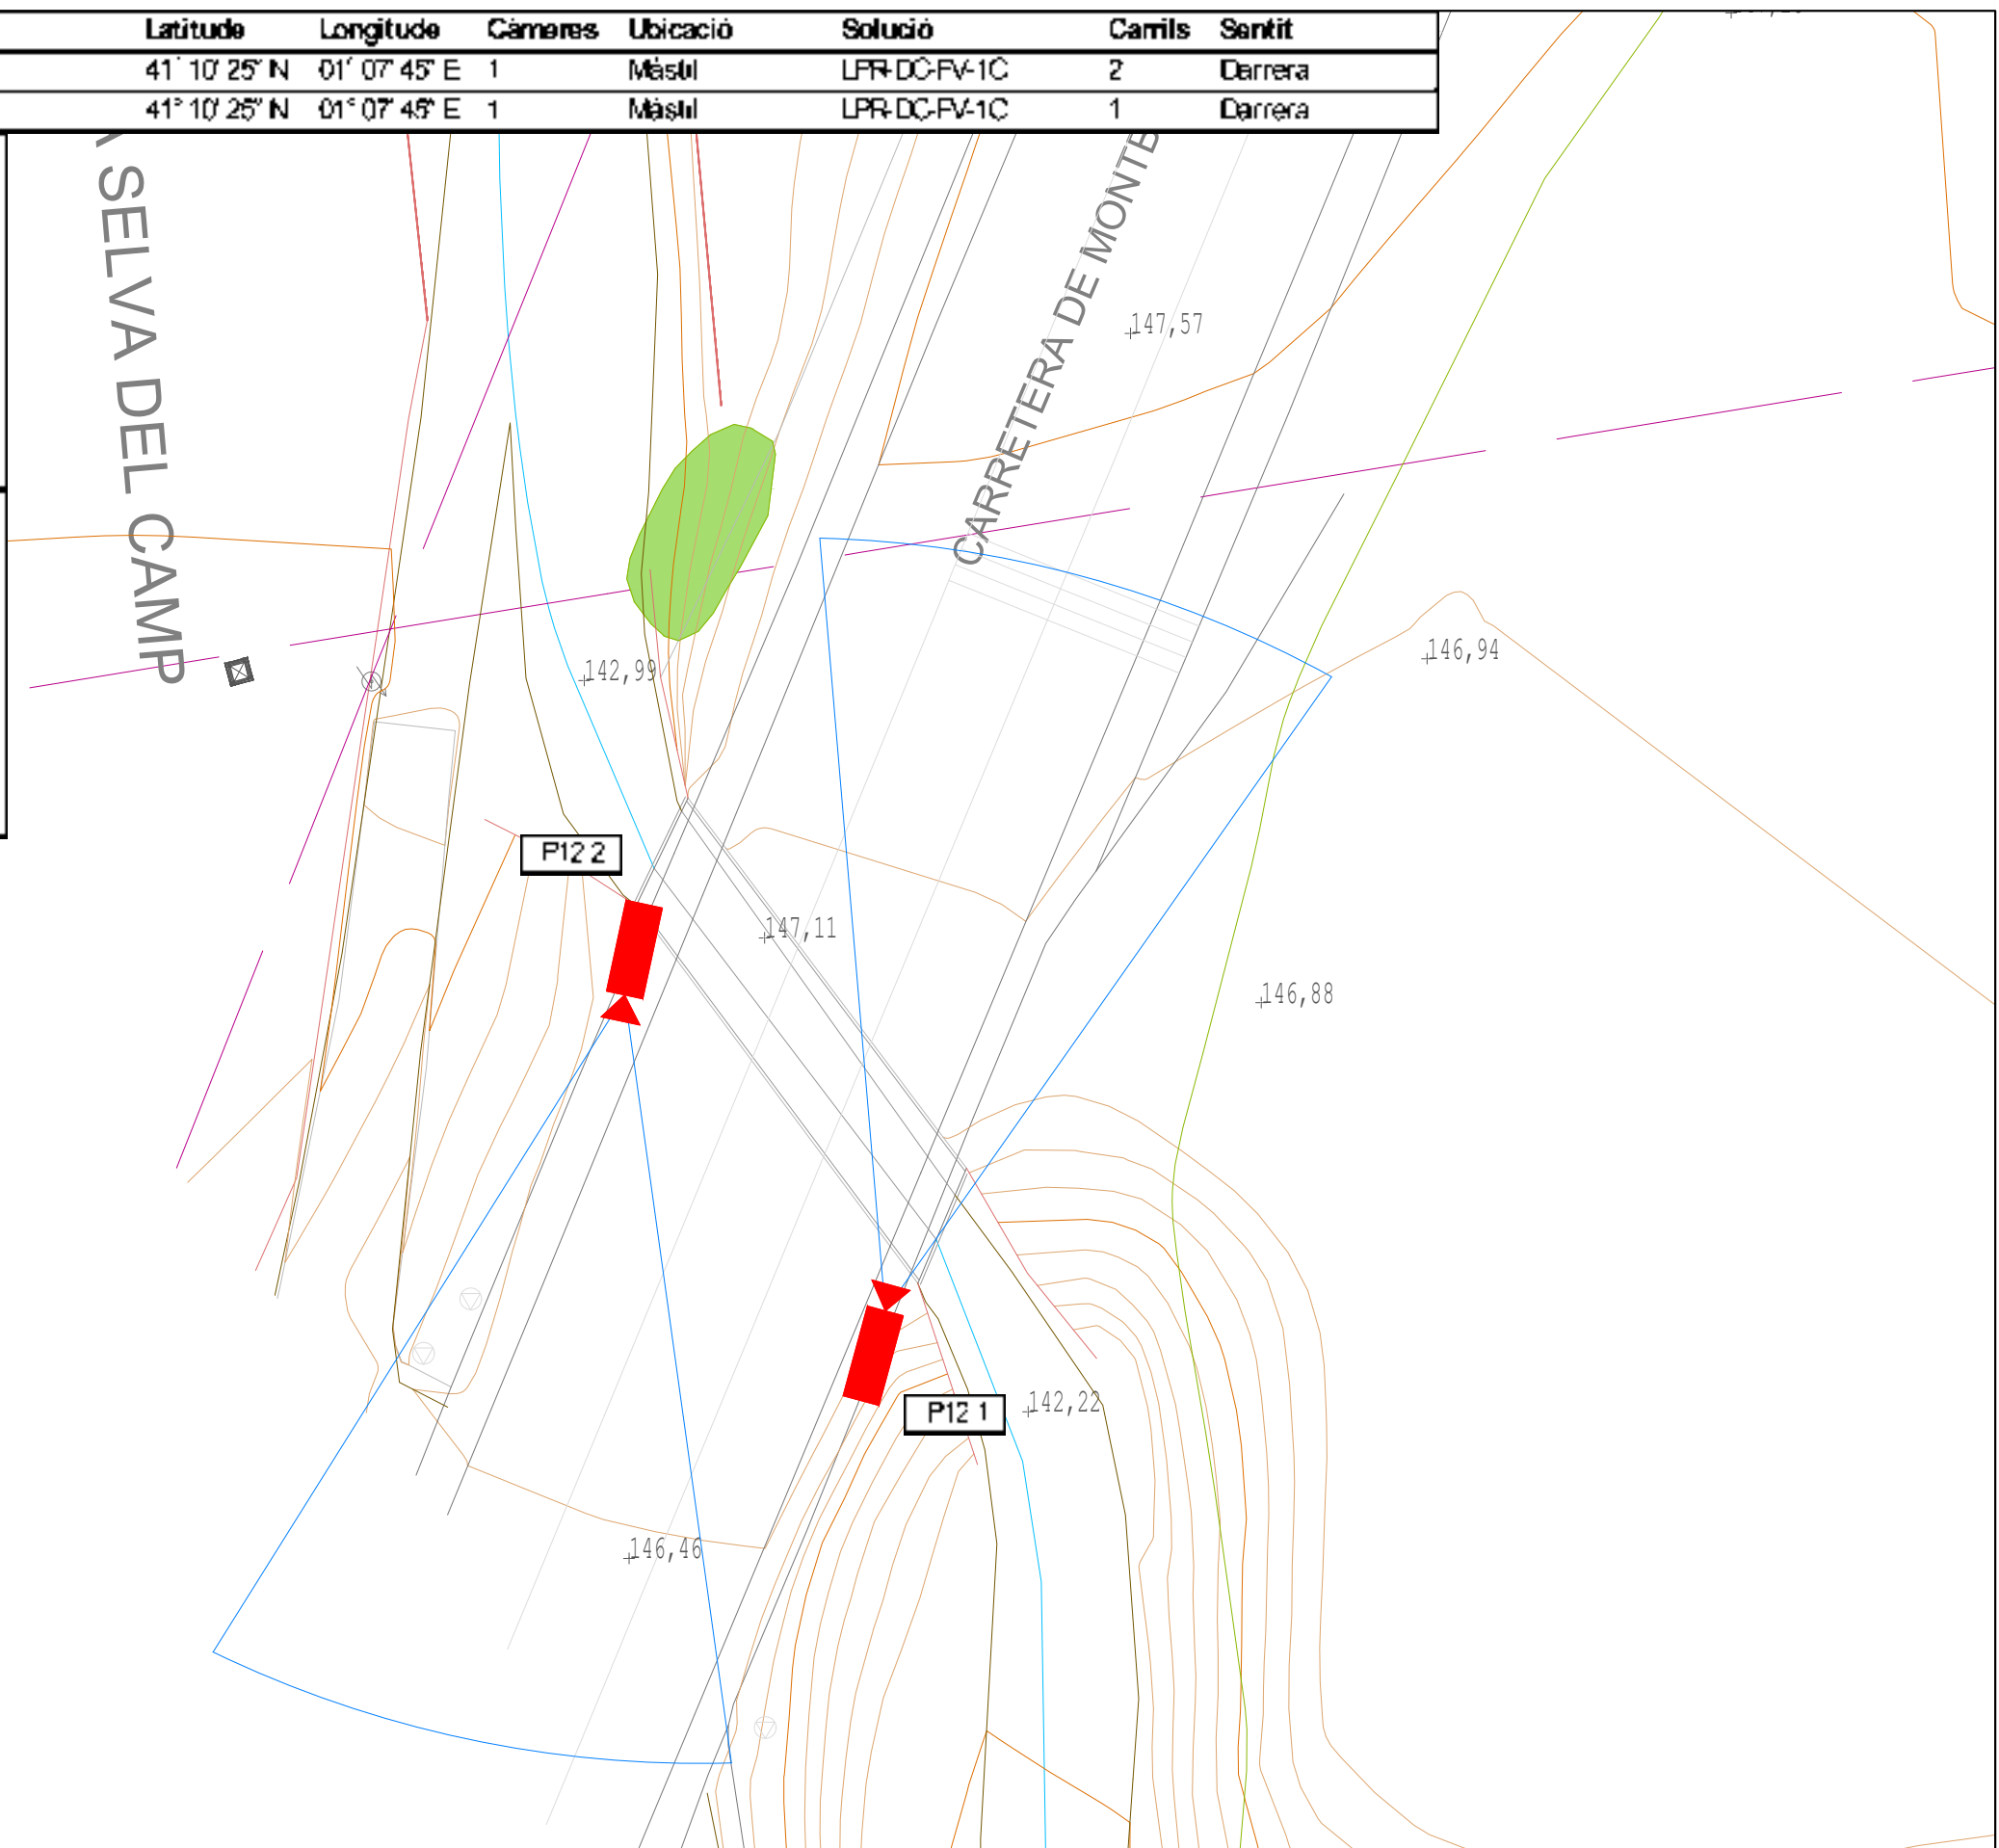 Latitude Longitude Càmeres Ubicació Solució Carrils Sentit
41° 10' 25" N 01° 07' 45" E 1 Màstil LPR-DC-FV-1C 2 Darrera
41° 10' 25" N 01° 07' 45" E 1 Màstil LPR-DC-FV-1C 1 Darrera
SELVA DEL CAMP
CARRETERA DE MONTB
147,57
142,99
146,94
P12 2
147,11
146,88
P12 1
142,22
146,46